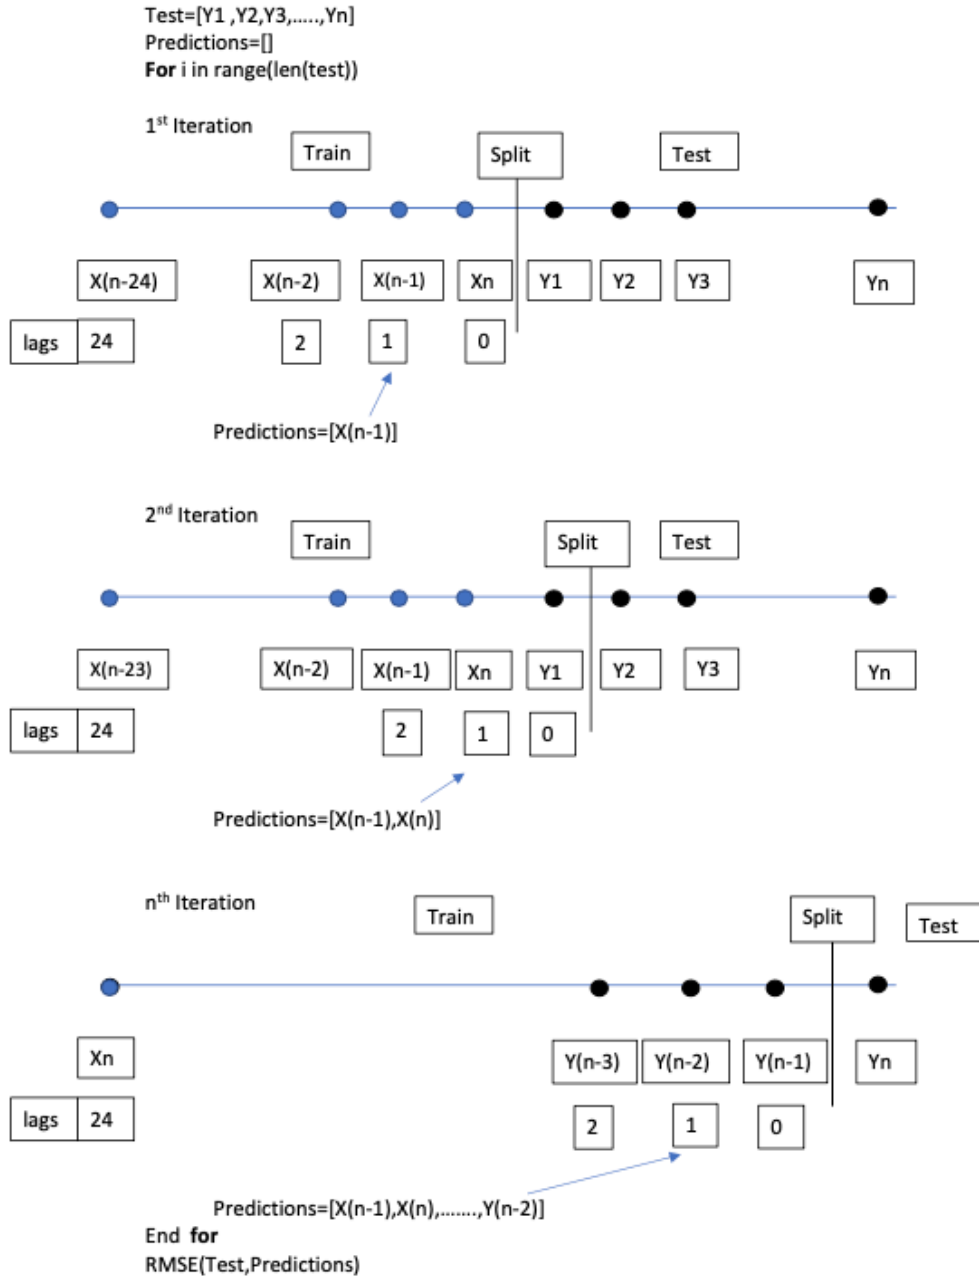 Test=[Y1 ,Y2,Y3,.....,Yn]
Predictions=[]
For i in range(len(test))
1st Iteration
Train Split Test
X(n-24) X(n-2) X(n-1) Xn Y1 Y2 Y3 Yn
lags 24 2 1 0
Predictions=[X(n-1)]
2nd Iteration
Train Split Test
X(n-23) X(n-2) X(n-1) Xn Y1 Y2 Y3 Yn
lags 24 2 1 0
Predictions=[X(n-1),X(n)]
nth Iteration
Train Split Test
Xn Y(n-3) Y(n-2) Y(n-1) Yn
lags 24 2 1 0
Predictions=[X(n-1),X(n),.......,Y(n-2)]
End for
RMSE(Test,Predictions)